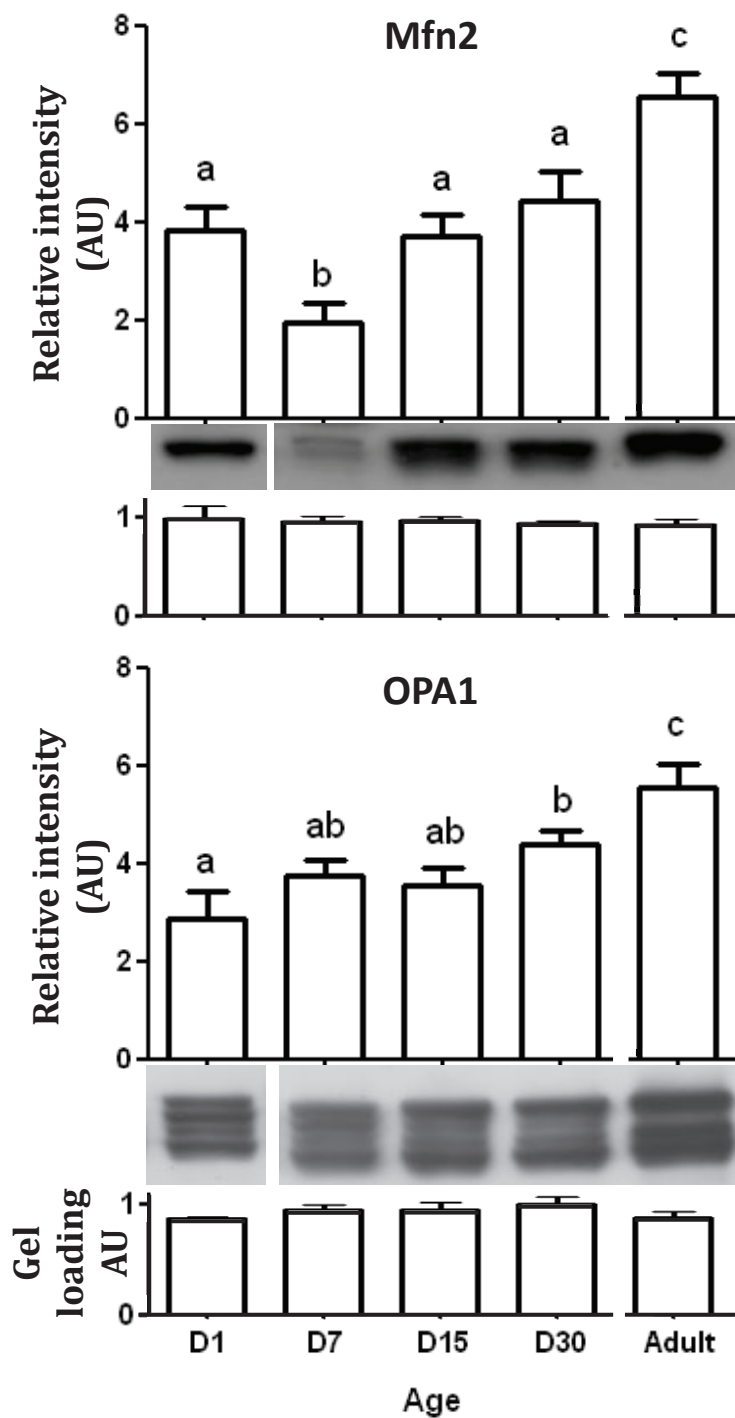 Mfn2
Relative intensity
(AU)
8
6
4
2
0
a
b
a
a
c
1
0
OPA1
Relative intensity
(AU)
8
6
4
2
0
a
ab
ab
b
c
Gel
loading
AU
1
0
D1 D7 D15 D30 Adult
Age